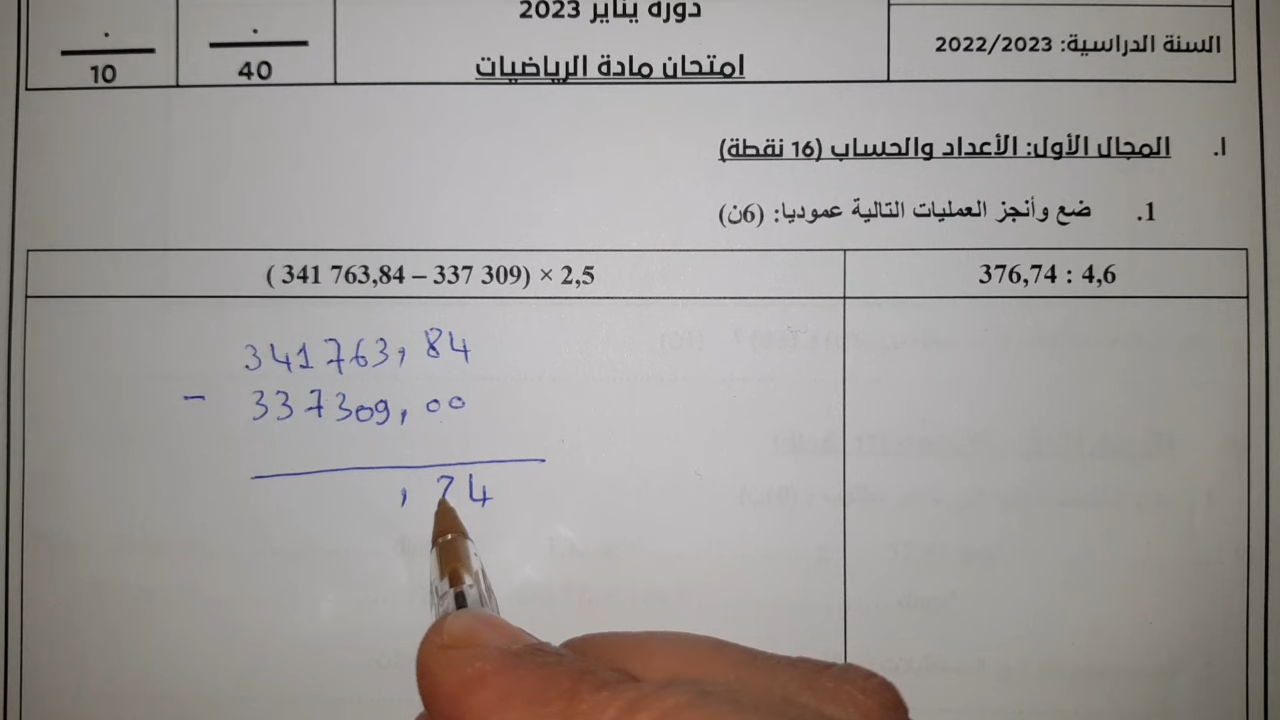 دورة يناير 2023
السنة الدراسية: 2022/2023
امتحان مادة الرياضيات
40
10
I. المجال الأول: الأعداد والحساب (16 نقطة)
1. ضع وأنجز العمليات التالية عموديا: (6ن)
376,74 : 4,6
( 341 763,84 – 337 309) × 2,5
341763,84
- 337309,00
, 4